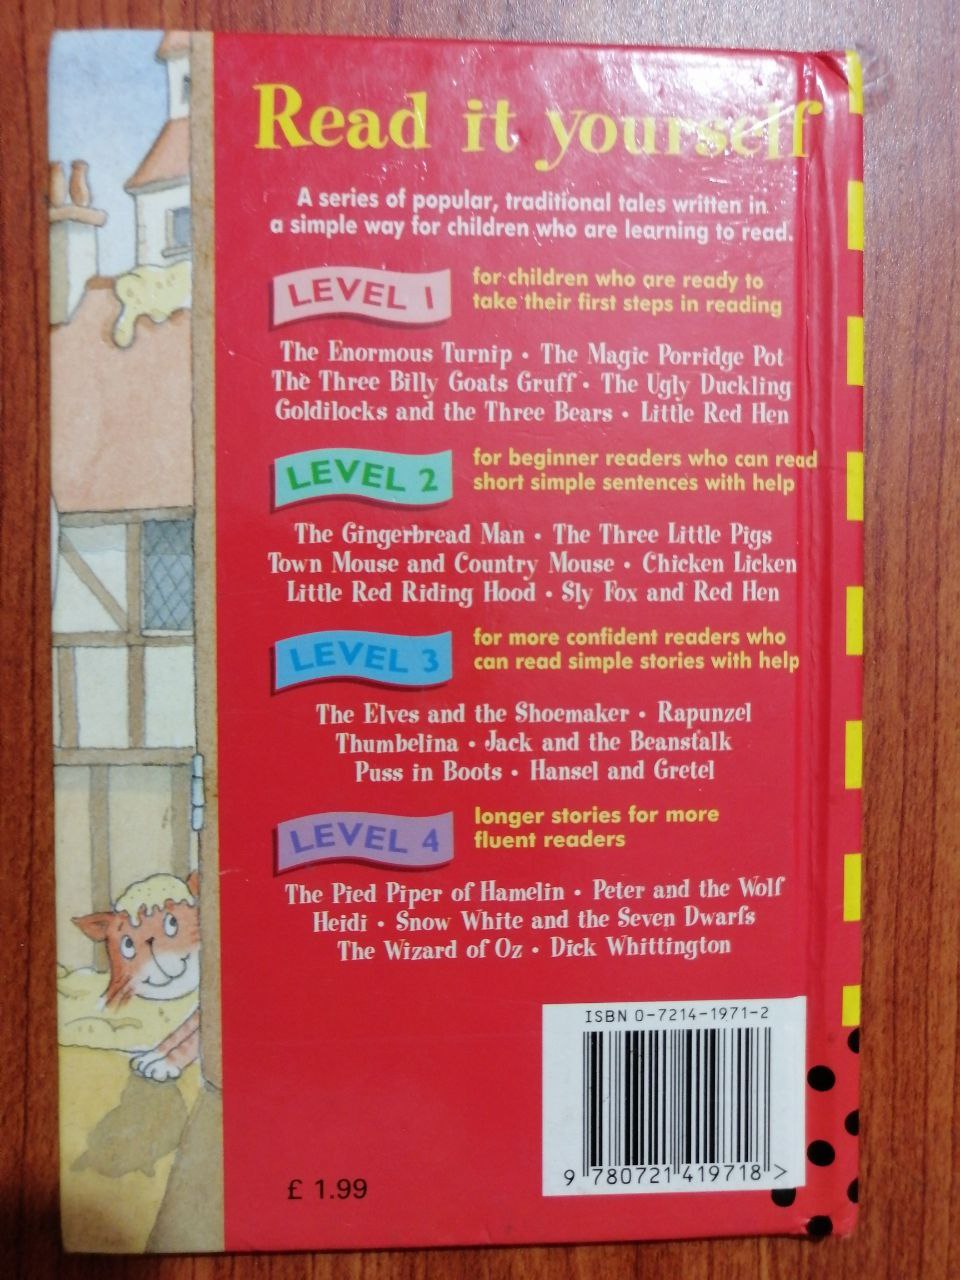 Read it yourself
A series of popular, traditional tales written in
a simple way for children who are learning to read.
LEVEL 1
for children who are ready to
take their first steps in reading
The Enormous Turnip • The Magic Porridge Pot
The Three Billy Goats Gruff • The Ugly Duckling
Goldilocks and the Three Bears • Little Red Hen
LEVEL 2
for beginner readers who can read
short simple sentences with help
The Gingerbread Man • The Three Little Pigs
Town Mouse and Country Mouse • Chicken Licken
Little Red Riding Hood • Sly Fox and Red Hen
LEVEL 3
for more confident readers who
can read simple stories with help
The Elves and the Shoemaker • Rapunzel
Thumbelina • Jack and the Beanstalk
Puss in Boots • Hansel and Gretel
LEVEL 4
longer stories for more
fluent readers
The Pied Piper of Hamelin • Peter and the Wolf
Heidi • Snow White and the Seven Dwarfs
The Wizard of Oz • Dick Whittington
ISBN 0-7214-1971-2
9 780721 419718 >
£ 1.99